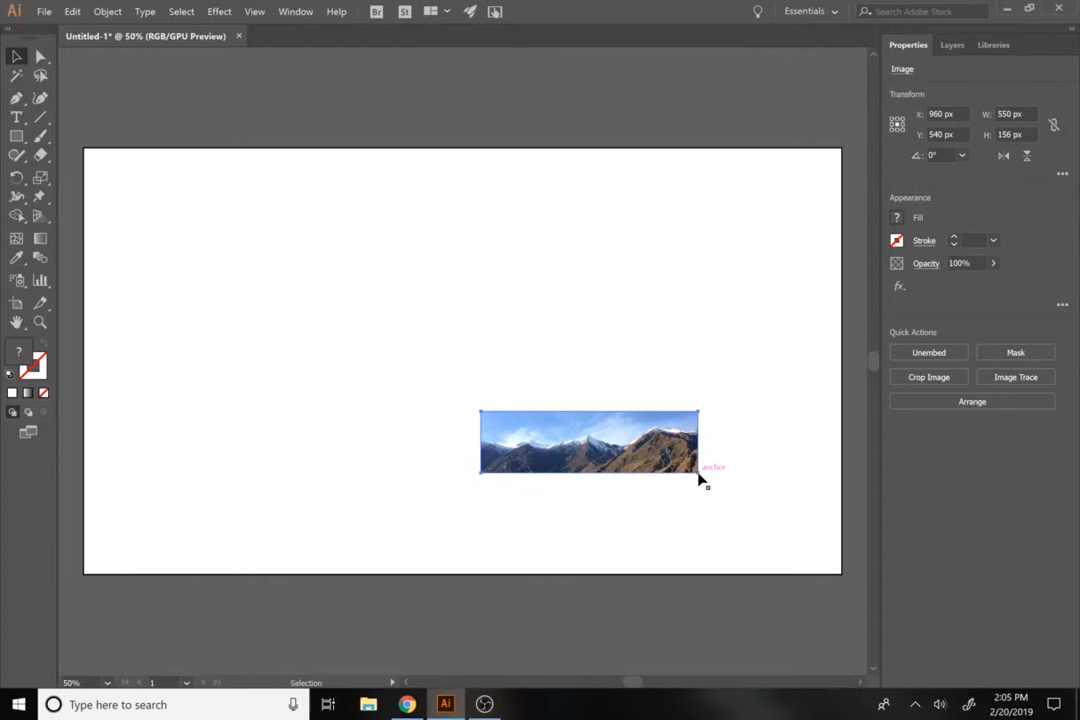 Ai File Edit Object Type Select Effect View Window Help Br St Essentials Search Adobe Stock
Untitled-1* @ 50% (RGB/GPU Preview) ×
Properties Layers Libraries
Image
Transform
X: 960 px W: 550 px
Y: 540 px H: 156 px
0°
Appearance
? Fill
Stroke
Opacity 100%
fx.
Quick Actions
Unembed Mask
Crop Image Image Trace
Arrange
?
anchor
50% 1 Selection
Type here to search Ai 2:05 PM
2/20/2019